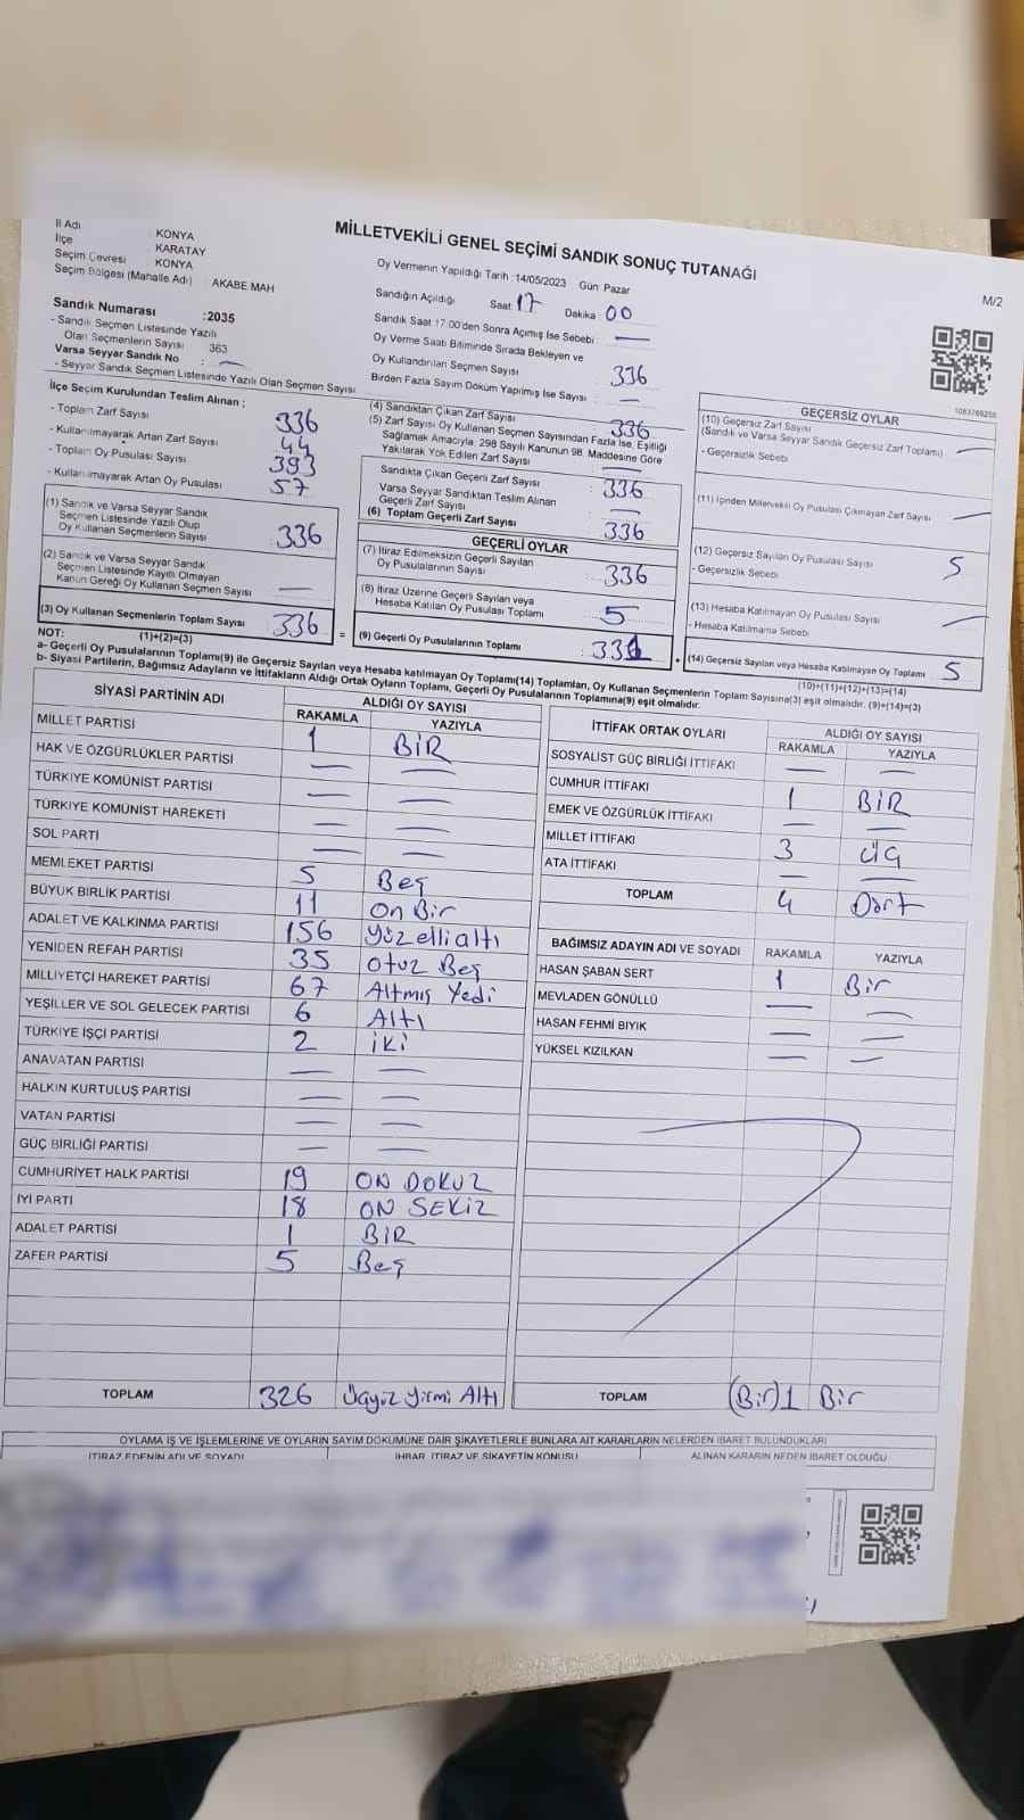 MİLLETVEKİLİ GENEL SEÇİMİ SANDIK SONUÇ TUTANAĞI
M/2
İl Adı KONYA
İlçe KARATAY
Seçim Çevresi KONYA
Seçim Bölgesi (Mahalle Adı) AKABE MAH
Oy Vermenin Yapıldığı Tarih :14/05/2023 Gün Pazar
Sandığın Açıldığı Saat 17 Dakika 00
Sandık Saat 17:00'den Sonra Açımış İse Sebebi : —
Oy Verme Saati Bitiminde Sırada Bekleyen ve
Oy Kullandırılan Seçmen Sayısı 336
Birden Fazla Sayım Döküm Yapılmış İse Sayısı : —
Sandık Numarası :2035
- Sandık Seçmen Listesinde Yazılı
Olan Seçmenlerin Sayısı 363
Varsa Seyyar Sandık No : —
- Seyyar Sandık Seçmen Listesinde Yazılı Olan Seçmen Sayısı
İlçe Seçim Kurulundan Teslim Alınan ;
- Toplam Zarf Sayısı 336
- Kullanılmayarak Artan Zarf Sayısı 44
- Toplam Oy Pusulası Sayısı 393
- Kullanılmayarak Artan Oy Pusulası 57
(1) Sandık ve Varsa Seyyar Sandık
Seçmen Listesinde Yazılı Olup
Oy Kullanan Seçmenlerin Sayısı 336
(2) Sandık ve Varsa Seyyar Sandık
Seçmen Listesinde Kayıtlı Olmayan
Kanun Gereği Oy Kullanan Seçmen Sayısı —
(3) Oy Kullanan Seçmenlerin Toplam Sayısı 336
(1)+(2)=(3)
(4) Sandıktan Çıkan Zarf Sayısı : 336
(5) Zarf Sayısı Oy Kullanan Seçmen Sayısından Fazla İse, Eşitliği
Sağlamak Amacıyla, 298 Sayılı Kanunun 98. Maddesine Göre
Yakılarak Yok Edilen Zarf Sayısı —
Sandıkta Çıkan Geçerli Zarf Sayısı : 336
Varsa Seyyar Sandıktan Teslim Alınan
Geçerli Zarf Sayısı —
(6) Toplam Geçerli Zarf Sayısı 336
GEÇERLİ OYLAR
(7) İtiraz Edilmeksizin Geçerli Sayılan
Oy Pusulalarının Sayısı : 336
(8) İtiraz Üzerine Geçerli Sayılan veya
Hesaba Katılan Oy Pusulası Toplamı : 5
= (9) Geçerli Oy Pusulalarının Toplamı : 331
1083769256
GEÇERSİZ OYLAR
(10) Geçersiz Zarf Sayısı
(Sandık ve Varsa Seyyar Sandık Geçersiz Zarf Toplamı) —
- Geçersizlik Sebebi
(11) İçinden Milletvekili Oy Pusulası Çıkmayan Zarf Sayısı —
(12) Geçersiz Sayılan Oy Pusulası Sayısı 5
- Geçersizlik Sebebi
(13) Hesaba Katılmayan Oy Pusulası Sayısı —
- Hesaba Katılmama Sebebi
+ (14) Geçersiz Sayılan veya Hesaba Katılmayan Oy Toplamı 5
(10)+(11)+(12)+(13)=(14)
NOT:
a- Geçerli Oy Pusulalarının Toplamı(9) ile Geçersiz Sayılan veya Hesaba katılmayan Oy Toplamı(14) Toplamları, Oy Kullanan Seçmenlerin Toplam Sayısına(3) eşit olmalıdır. (9)+(14)=(3)
b- Siyasi Partilerin, Bağımsız Adayların ve İttifakların Aldığı Ortak Oyların Toplamı, Geçerli Oy Pusulalarının Toplamına(9) eşit olmalıdır.
SİYASİ PARTİNİN ADI ALDIĞI OY SAYISI
RAKAMLA YAZIYLA
MİLLET PARTİSİ 1 BİR
HAK VE ÖZGÜRLÜKLER PARTİSİ — —
TÜRKİYE KOMÜNİST PARTİSİ — —
TÜRKİYE KOMÜNİST HAREKETİ — —
SOL PARTİ — —
MEMLEKET PARTİSİ 5 Beş
BÜYÜK BİRLİK PARTİSİ 11 On Bir
ADALET VE KALKINMA PARTİSİ 156 Yüz elli altı
YENİDEN REFAH PARTİSİ 35 Otuz Beş
MİLLİYETÇİ HAREKET PARTİSİ 67 Altmış Yedi
YEŞİLLER VE SOL GELECEK PARTİSİ 6 Altı
TÜRKİYE İŞÇİ PARTİSİ 2 iki
ANAVATAN PARTİSİ — —
HALKIN KURTULUŞ PARTİSİ — —
VATAN PARTİSİ — —
GÜÇ BİRLİĞİ PARTİSİ — —
CUMHURİYET HALK PARTİSİ 19 ON DOKUZ
İYİ PARTİ 18 ON SEKİZ
ADALET PARTİSİ 1 BİR
ZAFER PARTİSİ 5 Beş
TOPLAM 326 Üçyüz Yirmi Altı
İTTİFAK ORTAK OYLARI ALDIĞI OY SAYISI
RAKAMLA YAZIYLA
SOSYALİST GÜÇ BİRLİĞİ İTTİFAKI — —
CUMHUR İTTİFAKI 1 BİR
EMEK VE ÖZGÜRLÜK İTTİFAKI — —
MİLLET İTTİFAKI 3 ÜÇ
ATA İTTİFAKI — —
TOPLAM 4 Dört
BAĞIMSIZ ADAYIN ADI VE SOYADI RAKAMLA YAZIYLA
HASAN ŞABAN SERT 1 Bir
MEVLADEN GÖNÜLLÜ — —
HASAN FEHMİ BIYIK — —
YÜKSEL KIZILKAN — —
TOPLAM (Bir)1 Bir
OYLAMA İŞ VE İŞLEMLERİNE VE OYLARIN SAYIM DÖKÜMÜNE DAİR ŞİKAYETLERLE BUNLARA AİT KARARLARIN NELERDEN İBARET BULUNDUKLARI
İTİRAZ EDENİN ADI VE SOYADI İHBAR, İTİRAZ VE ŞİKAYETİN KONUSU ALINAN KARARIN NEDEN İBARET OLDUĞU